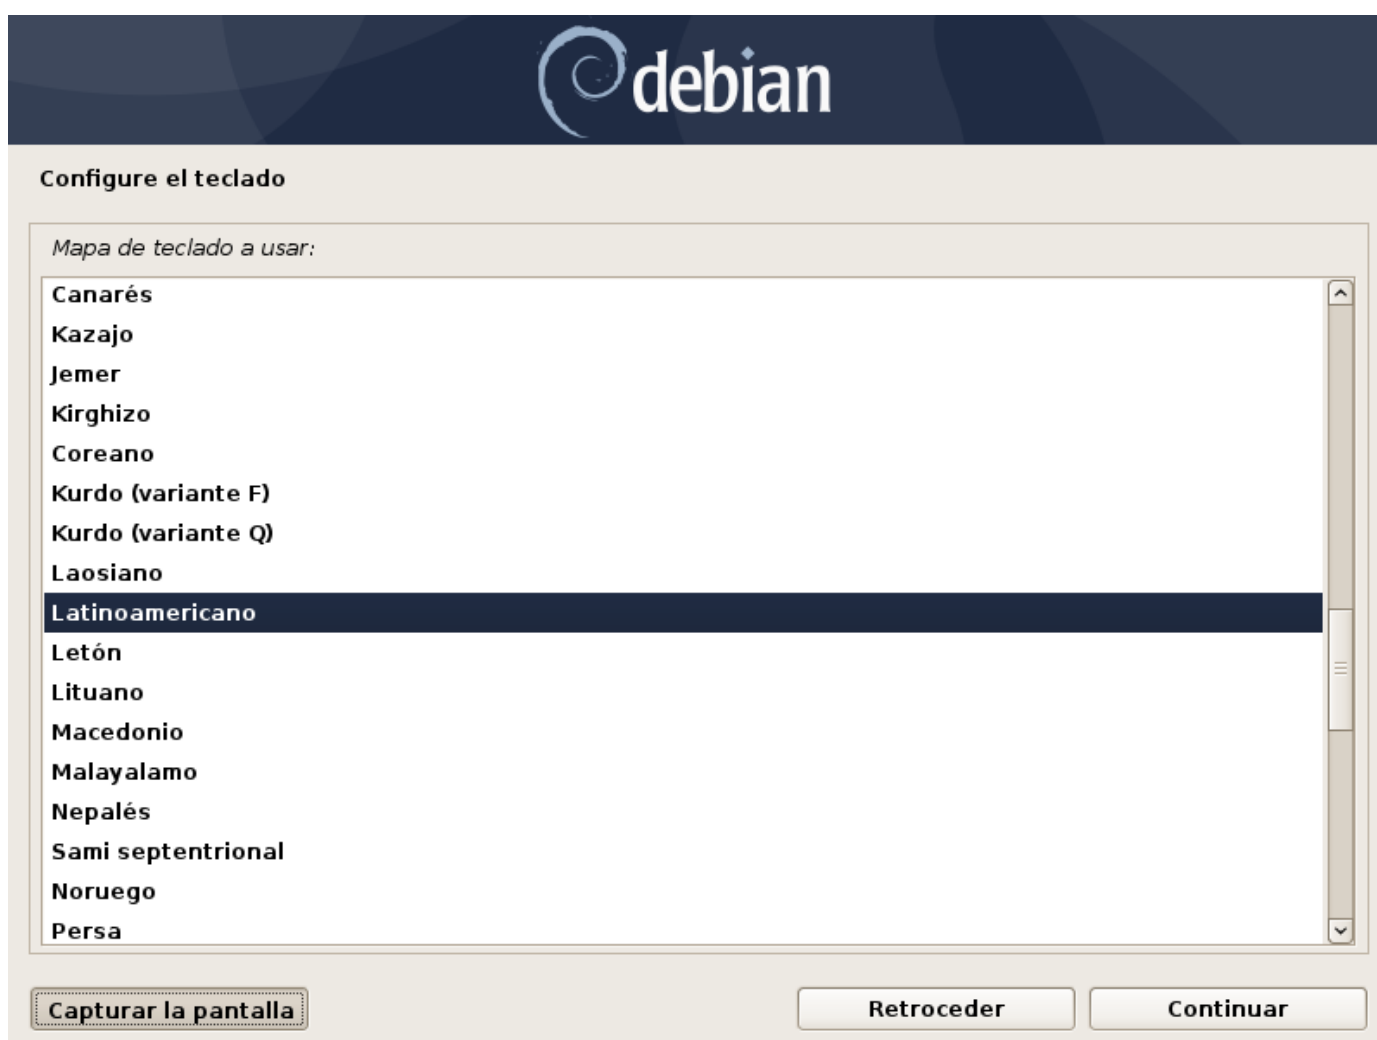 debian
Configure el teclado
Mapa de teclado a usar:
Canarés
Kazajo
Jemer
Kirghizo
Coreano
Kurdo (variante F)
Kurdo (variante Q)
Laosiano
Latinoamericano
Letón
Lituano
Macedonio
Malayalamo
Nepalés
Sami septentrional
Noruego
Persa
Capturar la pantalla
Retroceder
Continuar